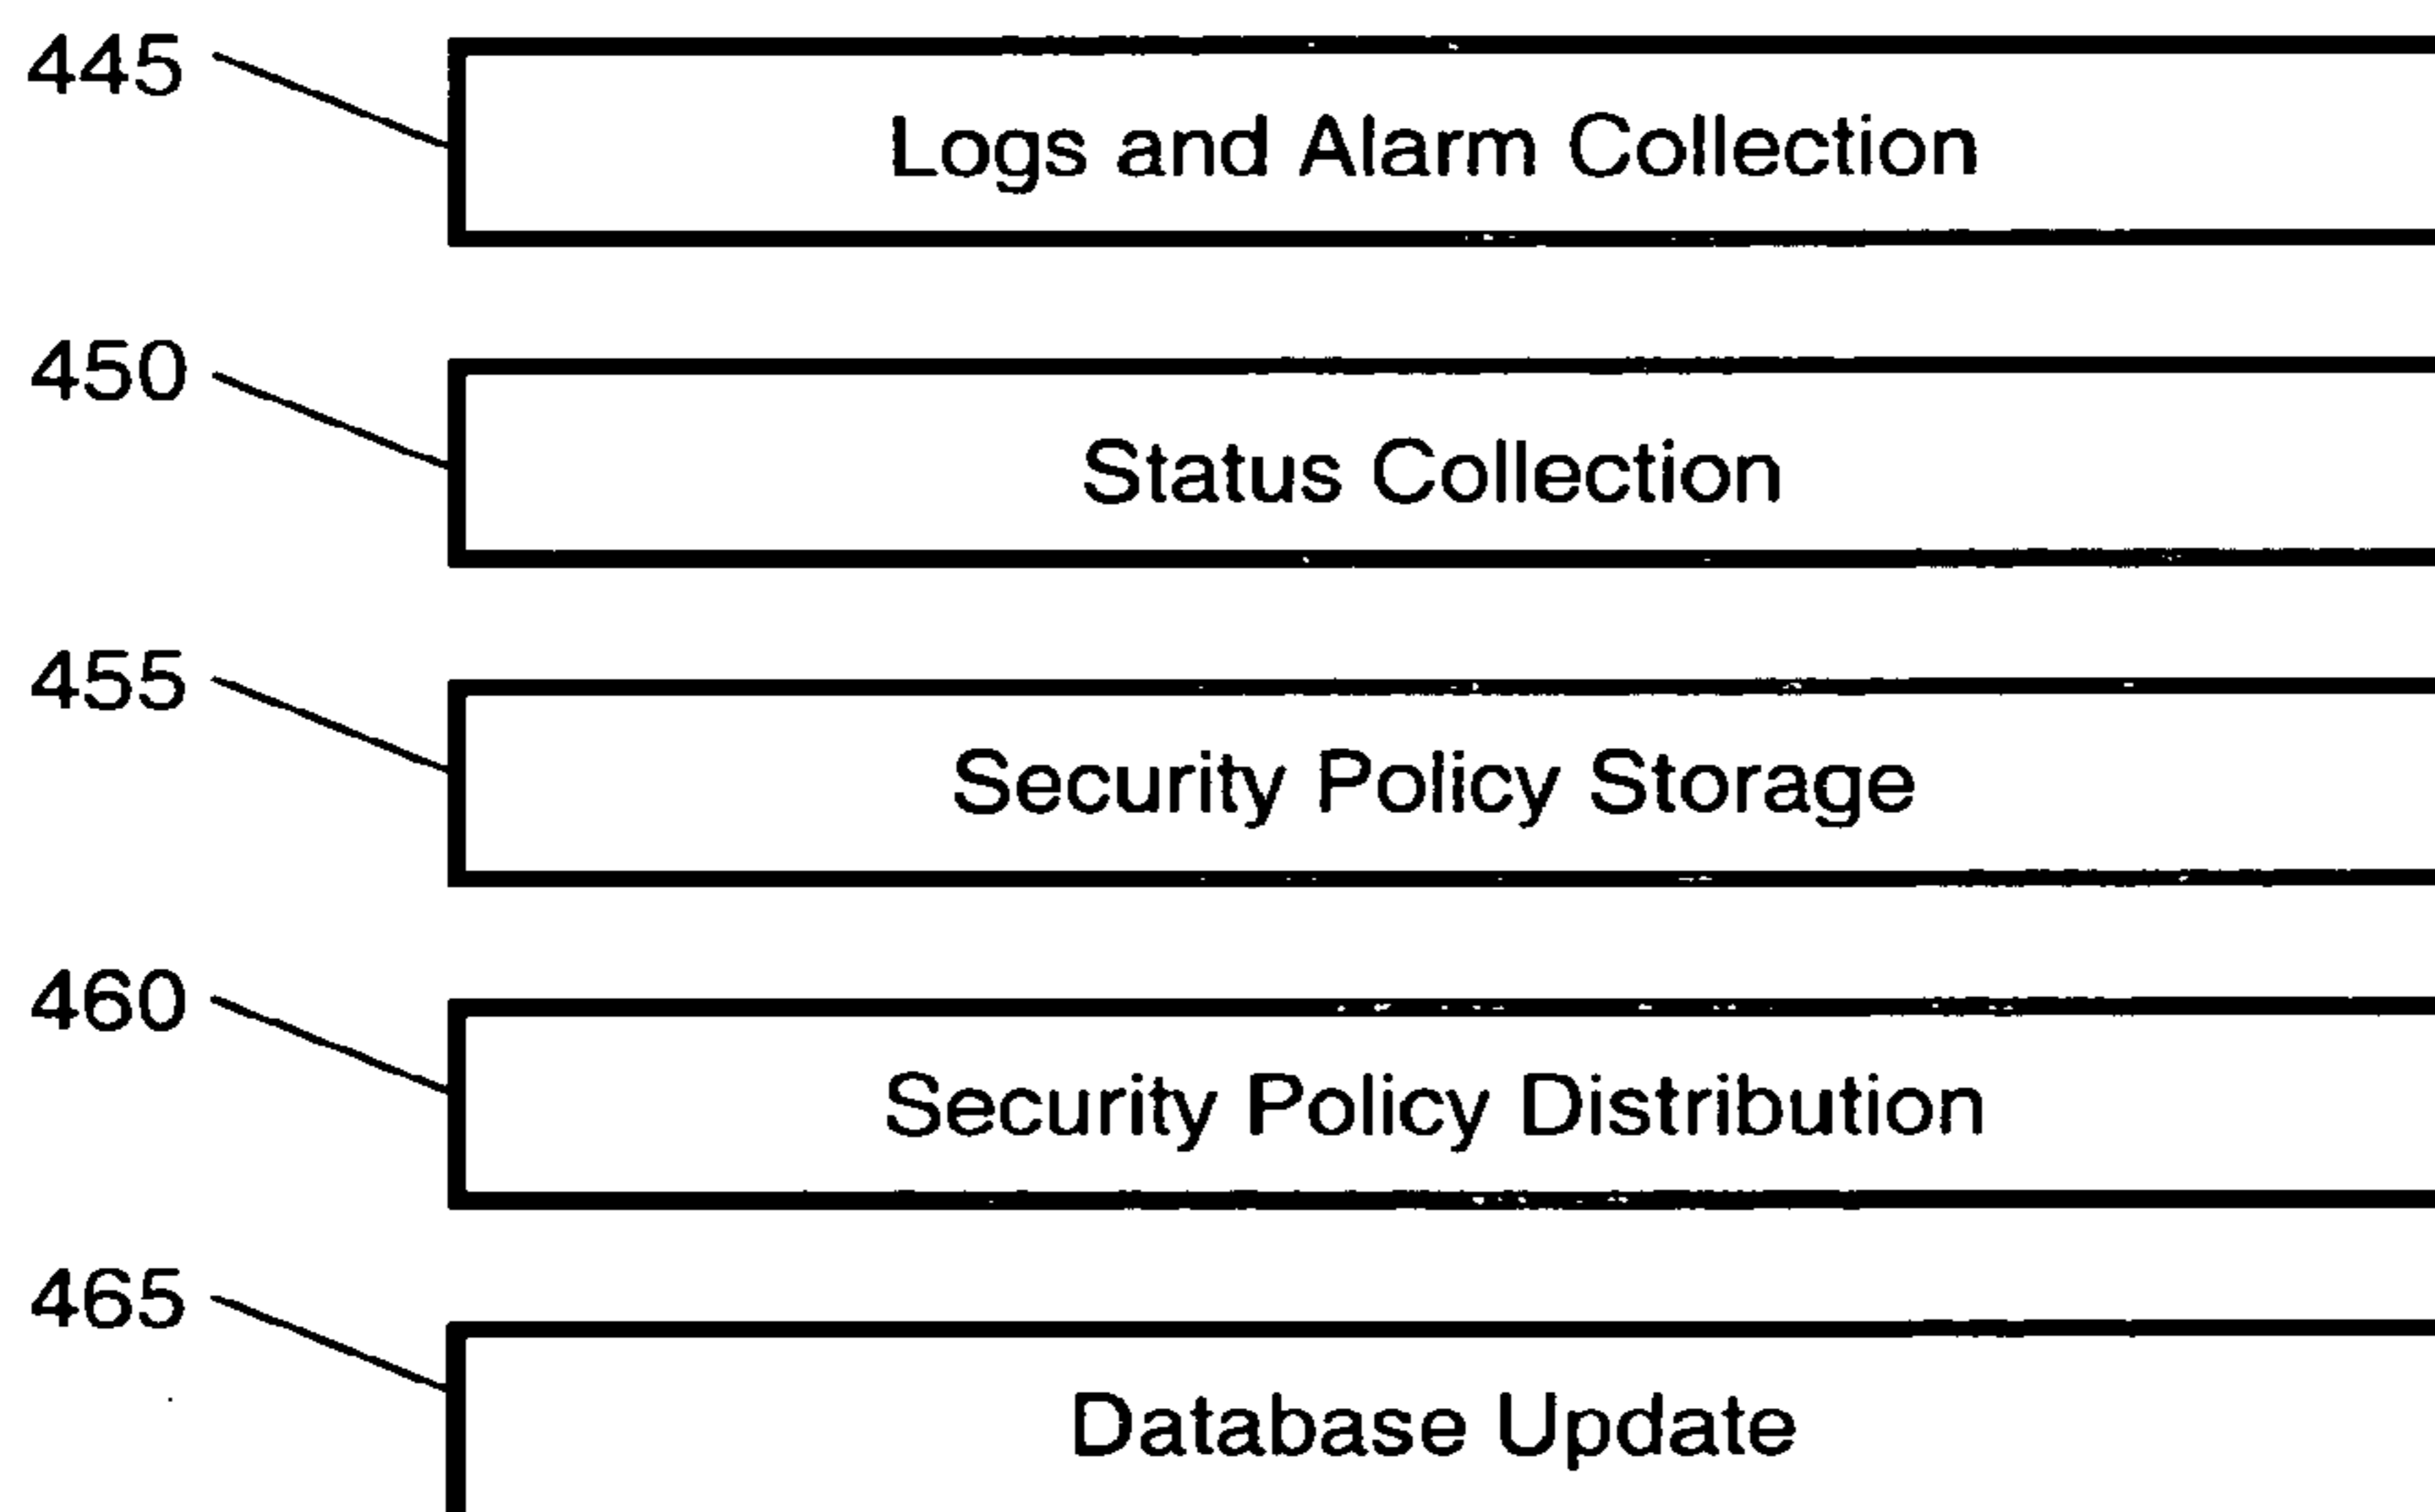 445
Logs and Alarm Collection
450
Status Collection
455
Security Policy Storage
460
Security Policy Distribution
465
Database Update